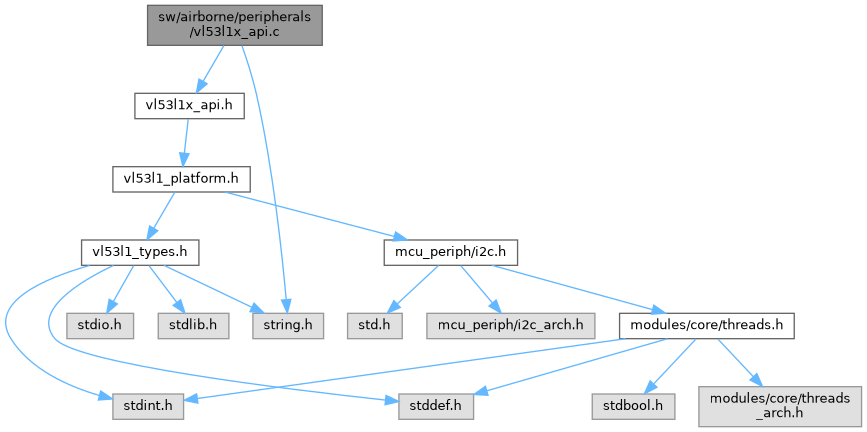 sw/airborne/peripherals
/vl53l1x_api.c
vl53l1x_api.h
vl53l1_platform.h
vl53l1_types.h
mcu_periph/i2c.h
stdio.h
stdlib.h
string.h
std.h
mcu_periph/i2c_arch.h
modules/core/threads.h
stdint.h
stddef.h
stdbool.h
modules/core/threads
_arch.h